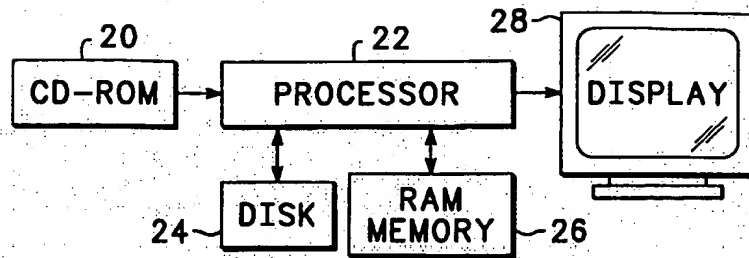 20
22
28
CD-ROM
PROCESSOR
DISPLAY
24
DISK
RAM
MEMORY
26